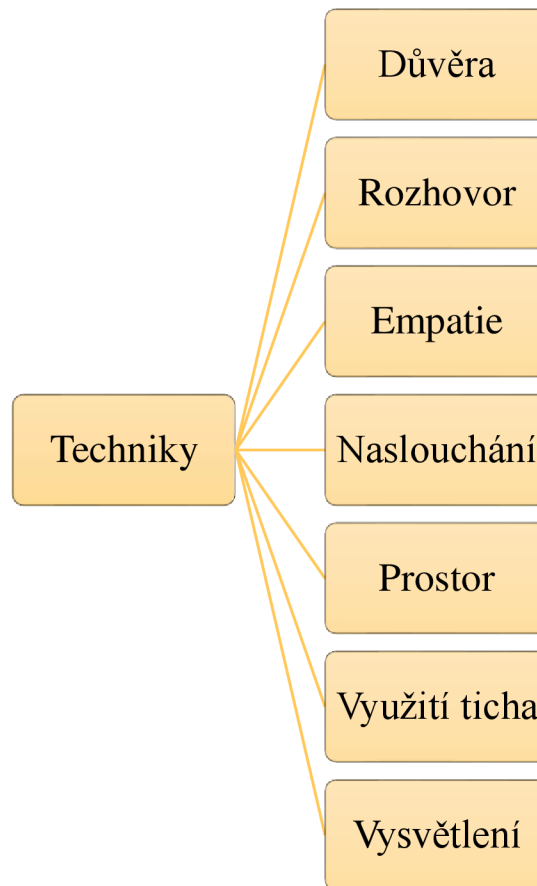 Důvěra
Rozhovor
Empatie
Techniky
Naslouchání
Prostor
Využití ticha
Vysvětlení